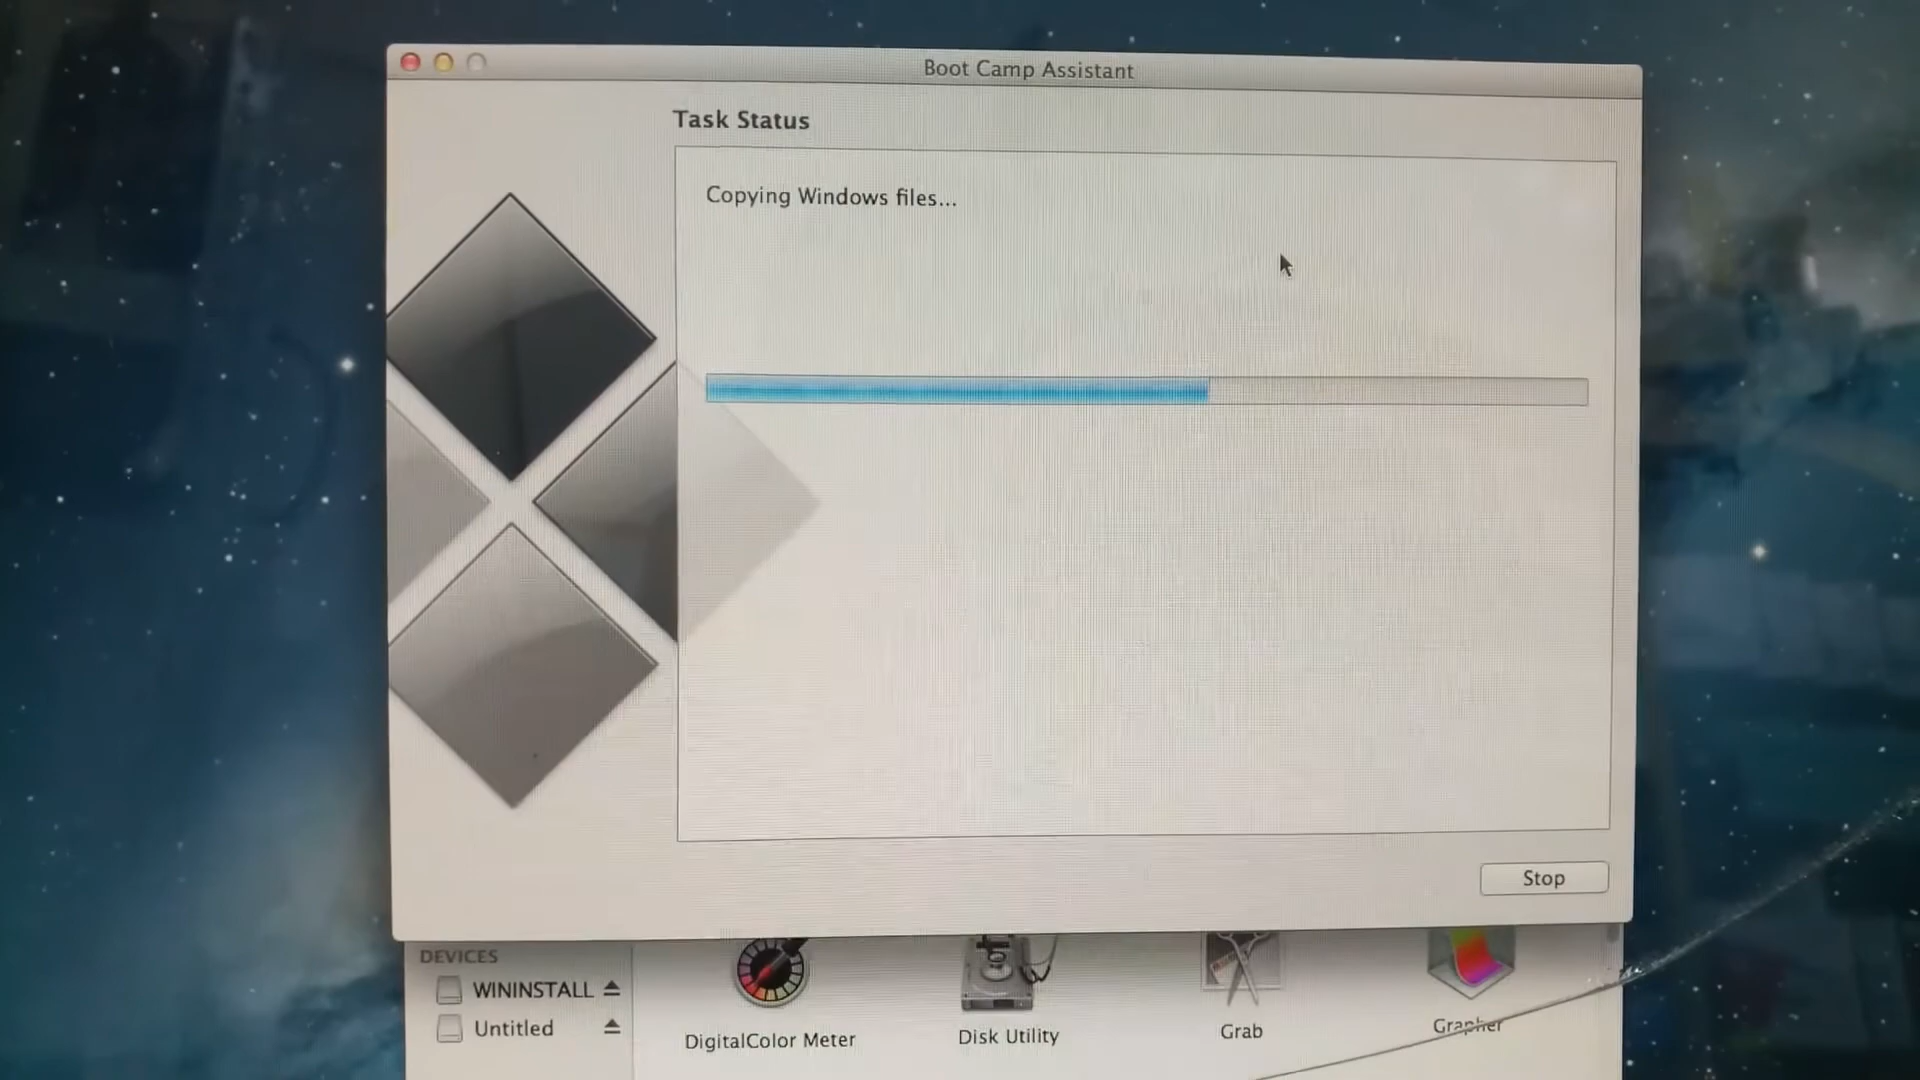 Boot Camp Assistant
Task Status
Copying Windows files...
Stop
DEVICES
WININSTALL
Untitled
DigitalColor Meter
Disk Utility
Grab
Grapher